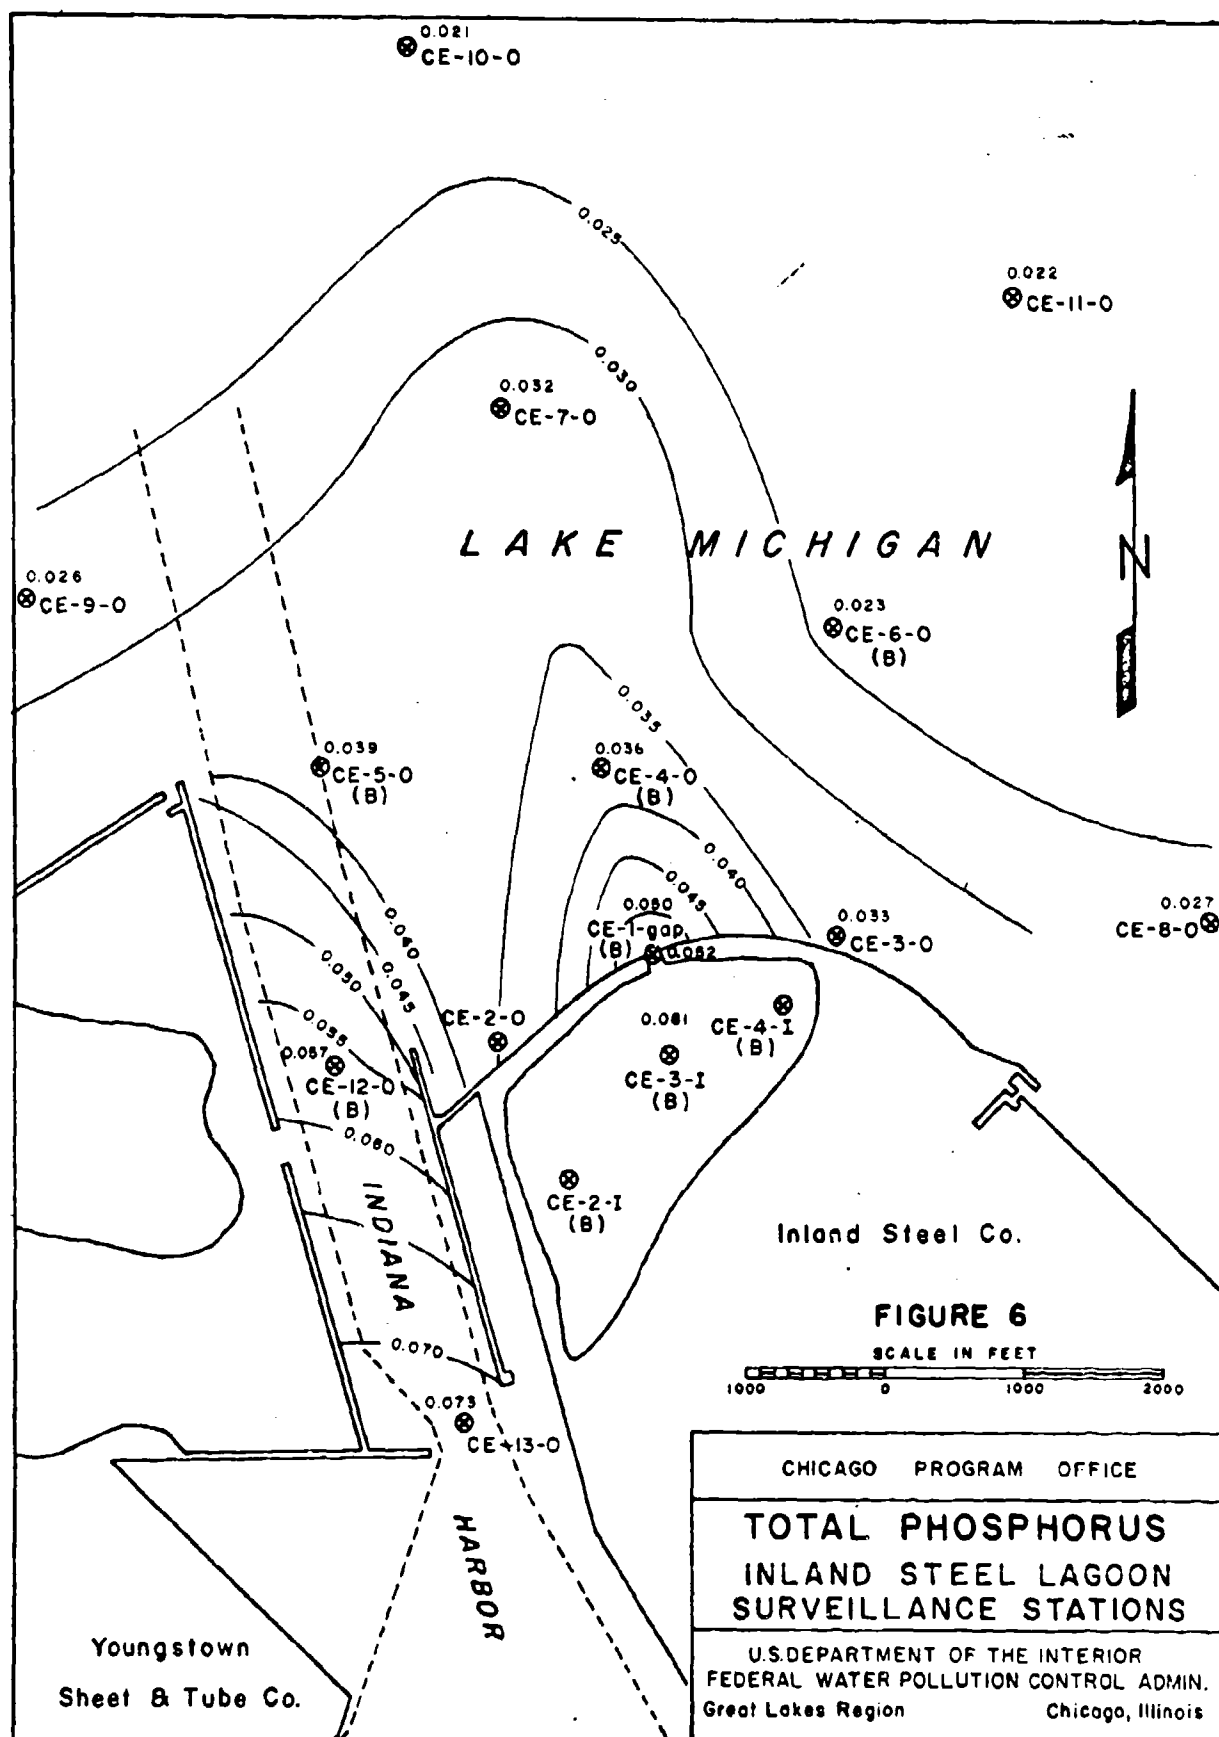 0.021
CE-10-0
0.025
0.022
CE-11-0
0.030
0.032
CE-7-0
LAKE MICHIGAN
N
0.026
CE-9-0
0.023
CE-6-0
(B)
0.035
0.039
CE-5-0
(B)
0.036
CE-4-0
(B)
0.040
0.045
0.050
CE-1-gap
(B) 0.052
0.033
CE-3-0
0.027
CE-8-0
0.040
0.045
0.050
0.055
CE-2-0
0.057
CE-12-0
(B)
0.060
CE-4-I
(B)
0.081
CE-3-I
(B)
CE-2-I
(B)
INDIANA
Inland Steel Co.
0.070
FIGURE 6
SCALE IN FEET
1000 0 1000 2000
0.073
CE-13-0
HARBOR
Youngstown
Sheet & Tube Co.
CHICAGO PROGRAM OFFICE
TOTAL PHOSPHORUS
INLAND STEEL LAGOON
SURVEILLANCE STATIONS
U.S. DEPARTMENT OF THE INTERIOR
FEDERAL WATER POLLUTION CONTROL ADMIN.
Great Lakes Region Chicago, Illinois